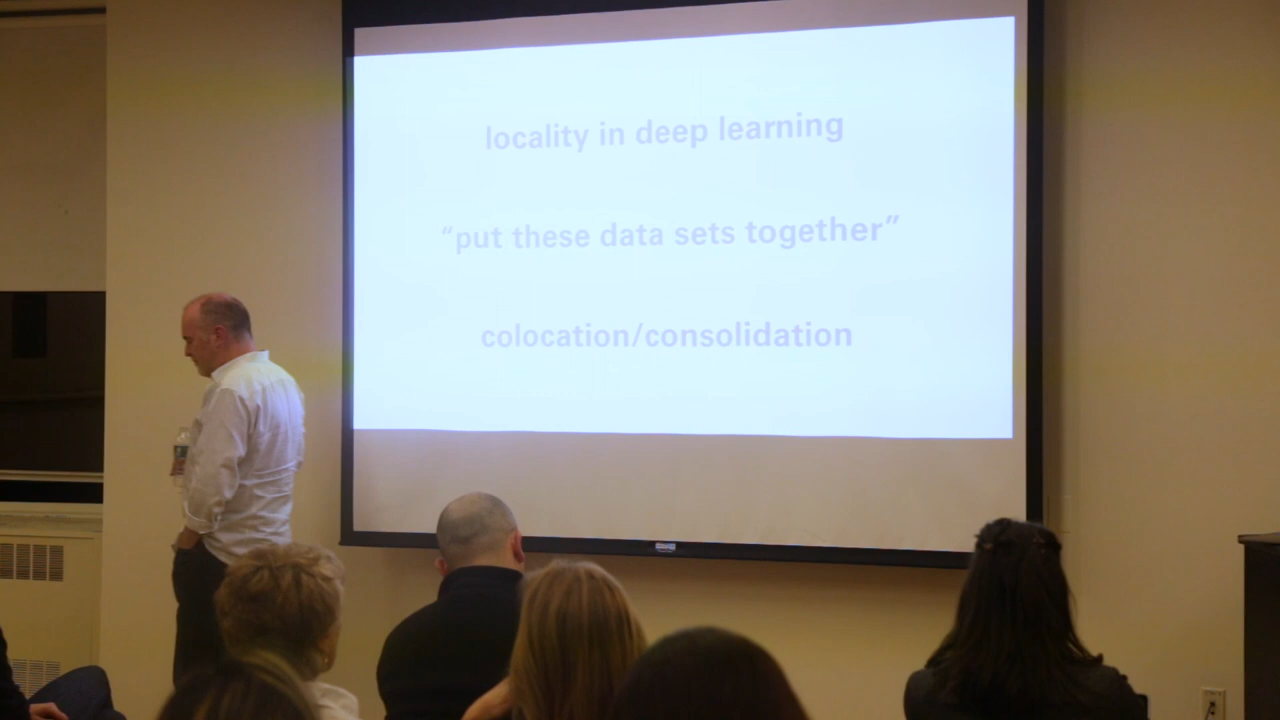 locality in deep learning
“put these data sets together”
colocation/consolidation